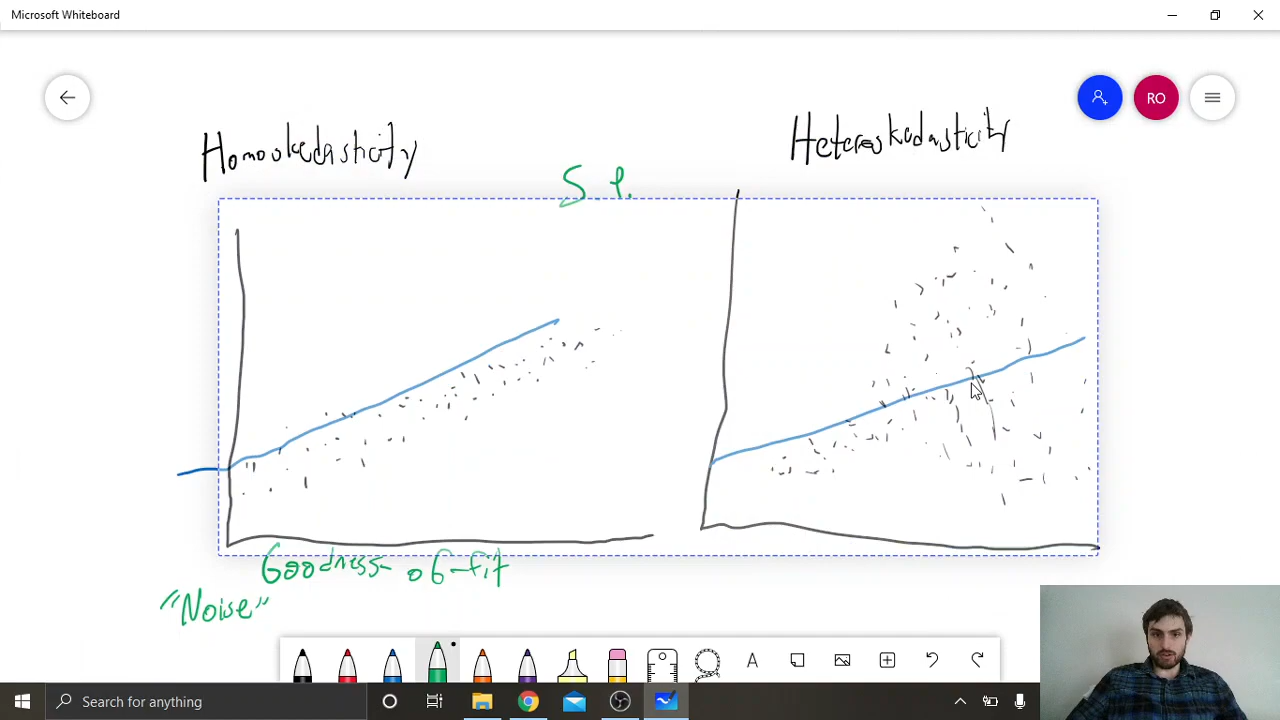 Microsoft Whiteboard
RO
Homoskedasticity
Heteroskedasticity
S.
Goodness-of-fit
"Noise"
A
Search for anything